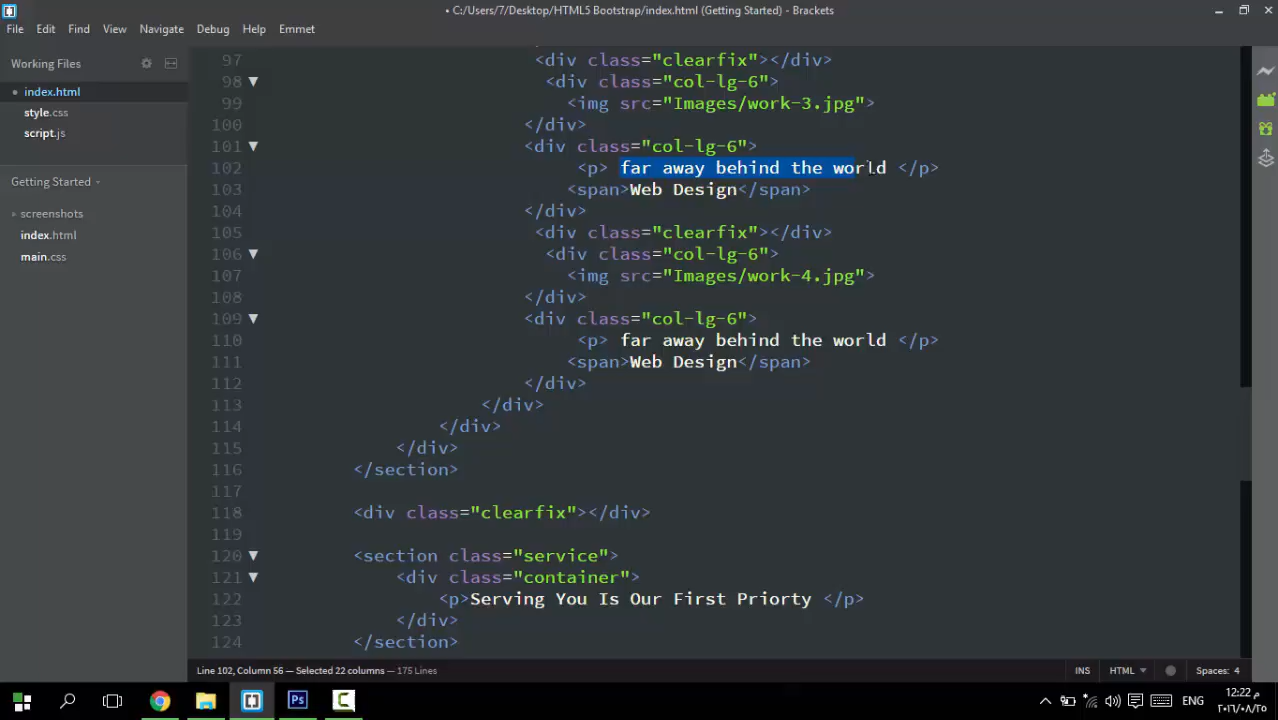 • C:/Users/7/Desktop/HTML5 Bootstrap/index.html (Getting Started) - Brackets
File Edit Find View Navigate Debug Help Emmet
Working Files
• index.html
style.css
script.js
Getting Started
screenshots
index.html
main.css
97 <div class="clearfix"></div>
98 <div class="col-lg-6">
99 <img src="Images/work-3.jpg">
100 </div>
101 <div class="col-lg-6">
102 <p> far away behind the world </p>
103 <span>Web Design</span>
104 </div>
105 <div class="clearfix"></div>
106 <div class="col-lg-6">
107 <img src="Images/work-4.jpg">
108 </div>
109 <div class="col-lg-6">
110 <p> far away behind the world </p>
111 <span>Web Design</span>
112 </div>
113 </div>
114 </div>
115 </div>
116 </section>
117
118 <div class="clearfix"></div>
119
120 <section class="service">
121 <div class="container">
122 <p>Serving You Is Our First Priorty </p>
123 </div>
124 </section>
Line 102, Column 56 — Selected 22 columns — 175 Lines
INS HTML Spaces: 4
Ps
ENG
12:22 م
٢٠١٦/٠٨/٢٥